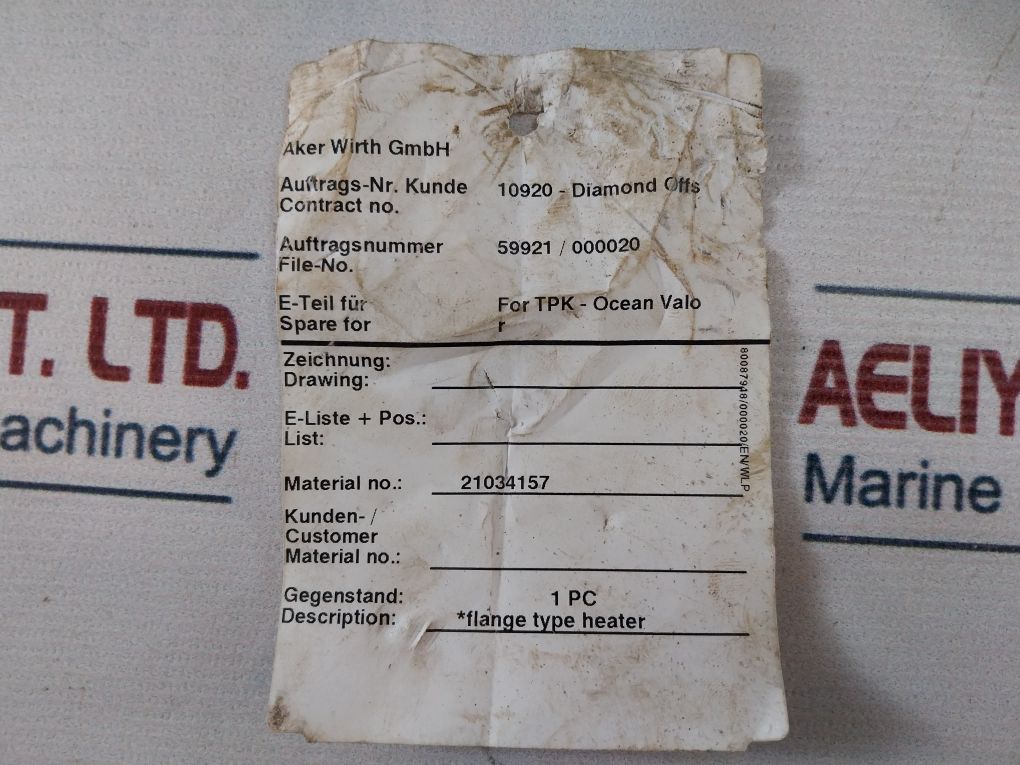 Aker Wirth GmbH
Auftrags-Nr. Kunde 10920 - Diamond Offs
Contract no.
Auftragsnummer 59921 / 000020
File-No.
E-Teil für For TPK - Ocean Valo
Spare for r
Zeichnung:
Drawing:
E-Liste + Pos.:
List:
Material no.: 21034157
Kunden- /
Customer
Material no.:
Gegenstand: 1 PC
Description: *flange type heater
80087948/000020/EN/WLP
T. LTD.
achinery
AELIY
Marine